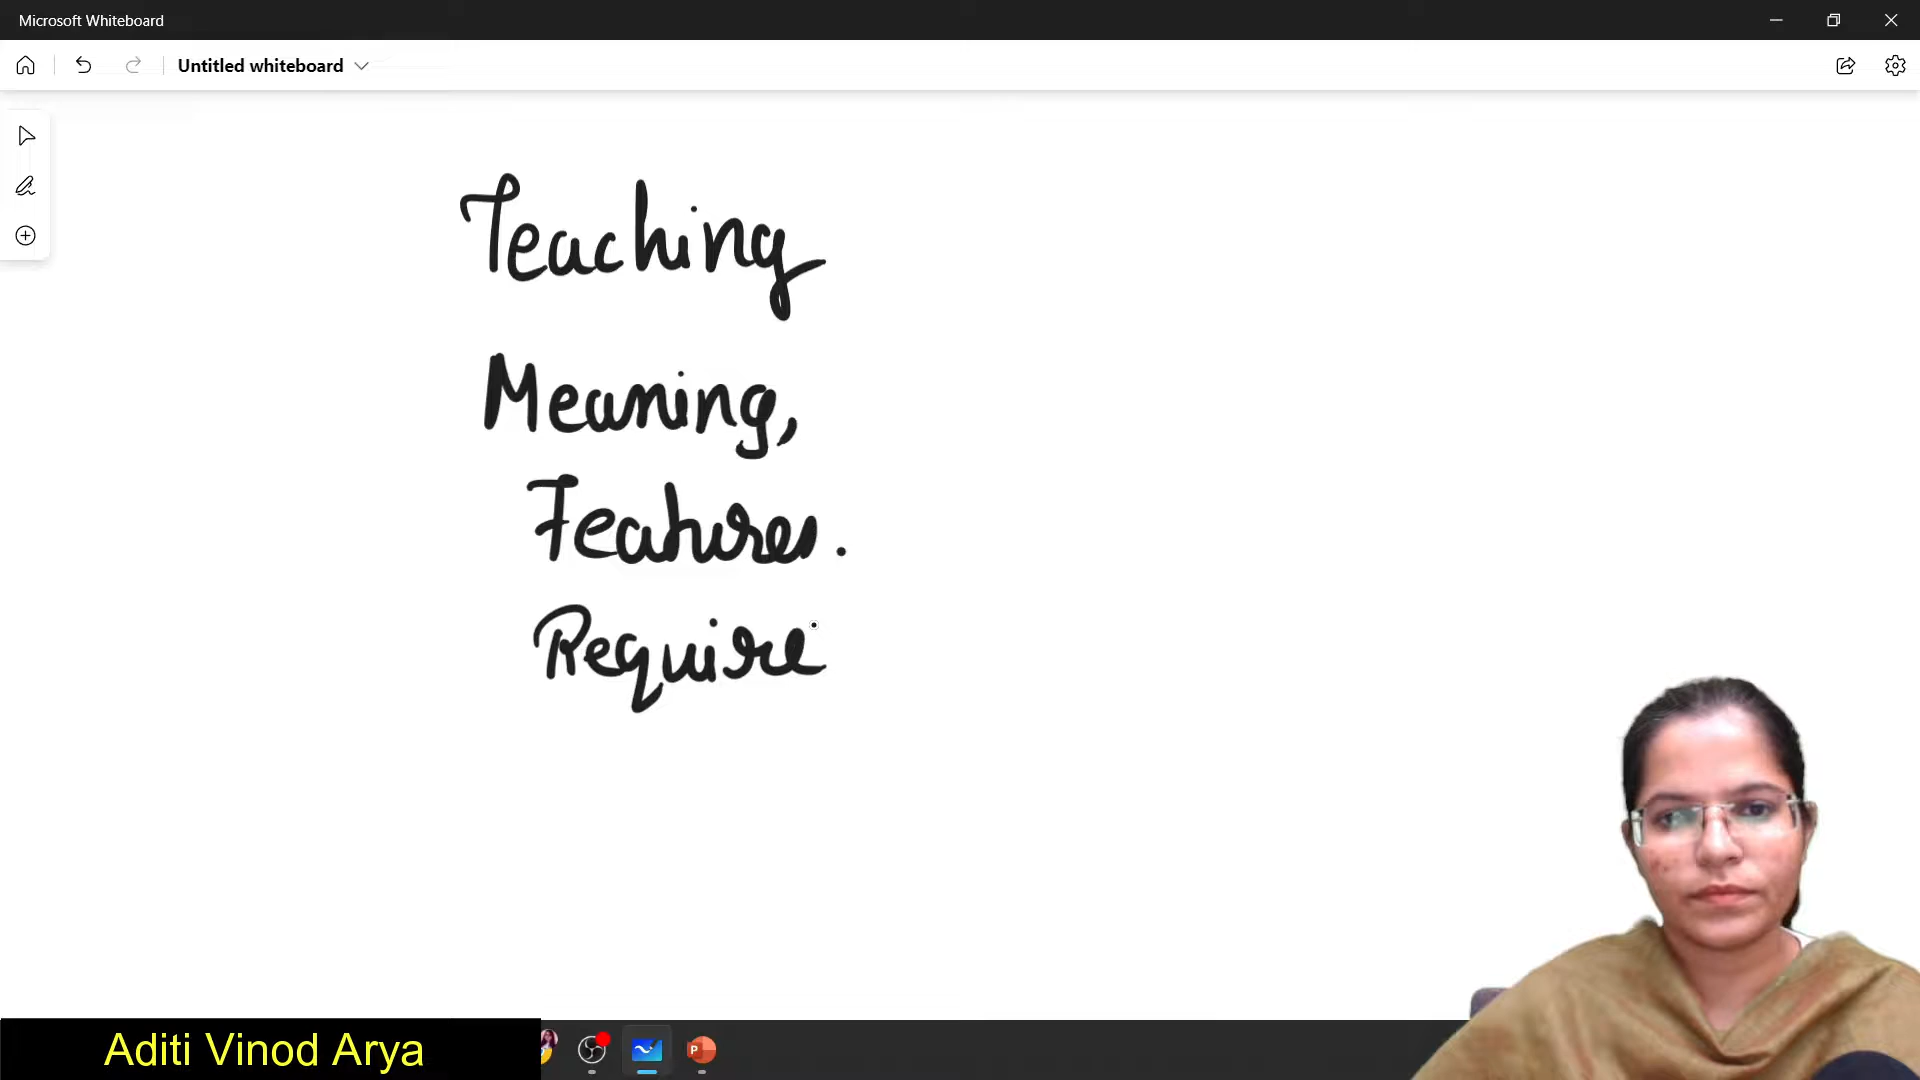 Microsoft Whiteboard
Untitled whiteboard
Teaching
Meaning,
Features.
Require
Aditi Vinod Arya